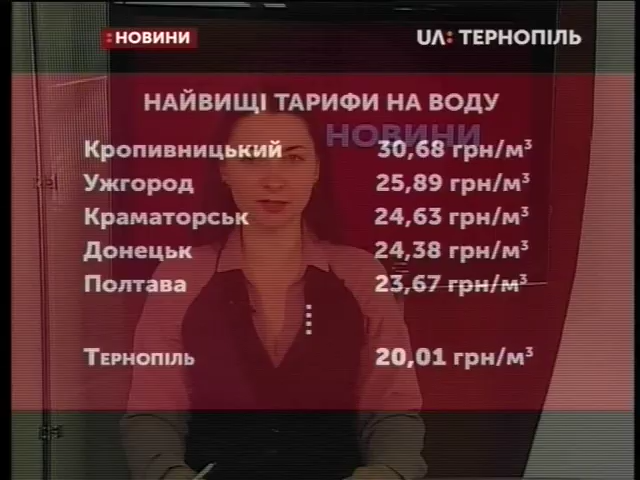 :НОВИНИ
UA: ТЕРНОПІЛЬ
НАЙВИЩІ ТАРИФИ НА ВОДУ
НОВИНИ
Кропивницький 30,68 грн/м³
Ужгород 25,89 грн/м³
Краматорськ 24,63 грн/м³
Донецьк 24,38 грн/м³
Полтава 23,67 грн/м³
Тернопіль 20,01 грн/м³